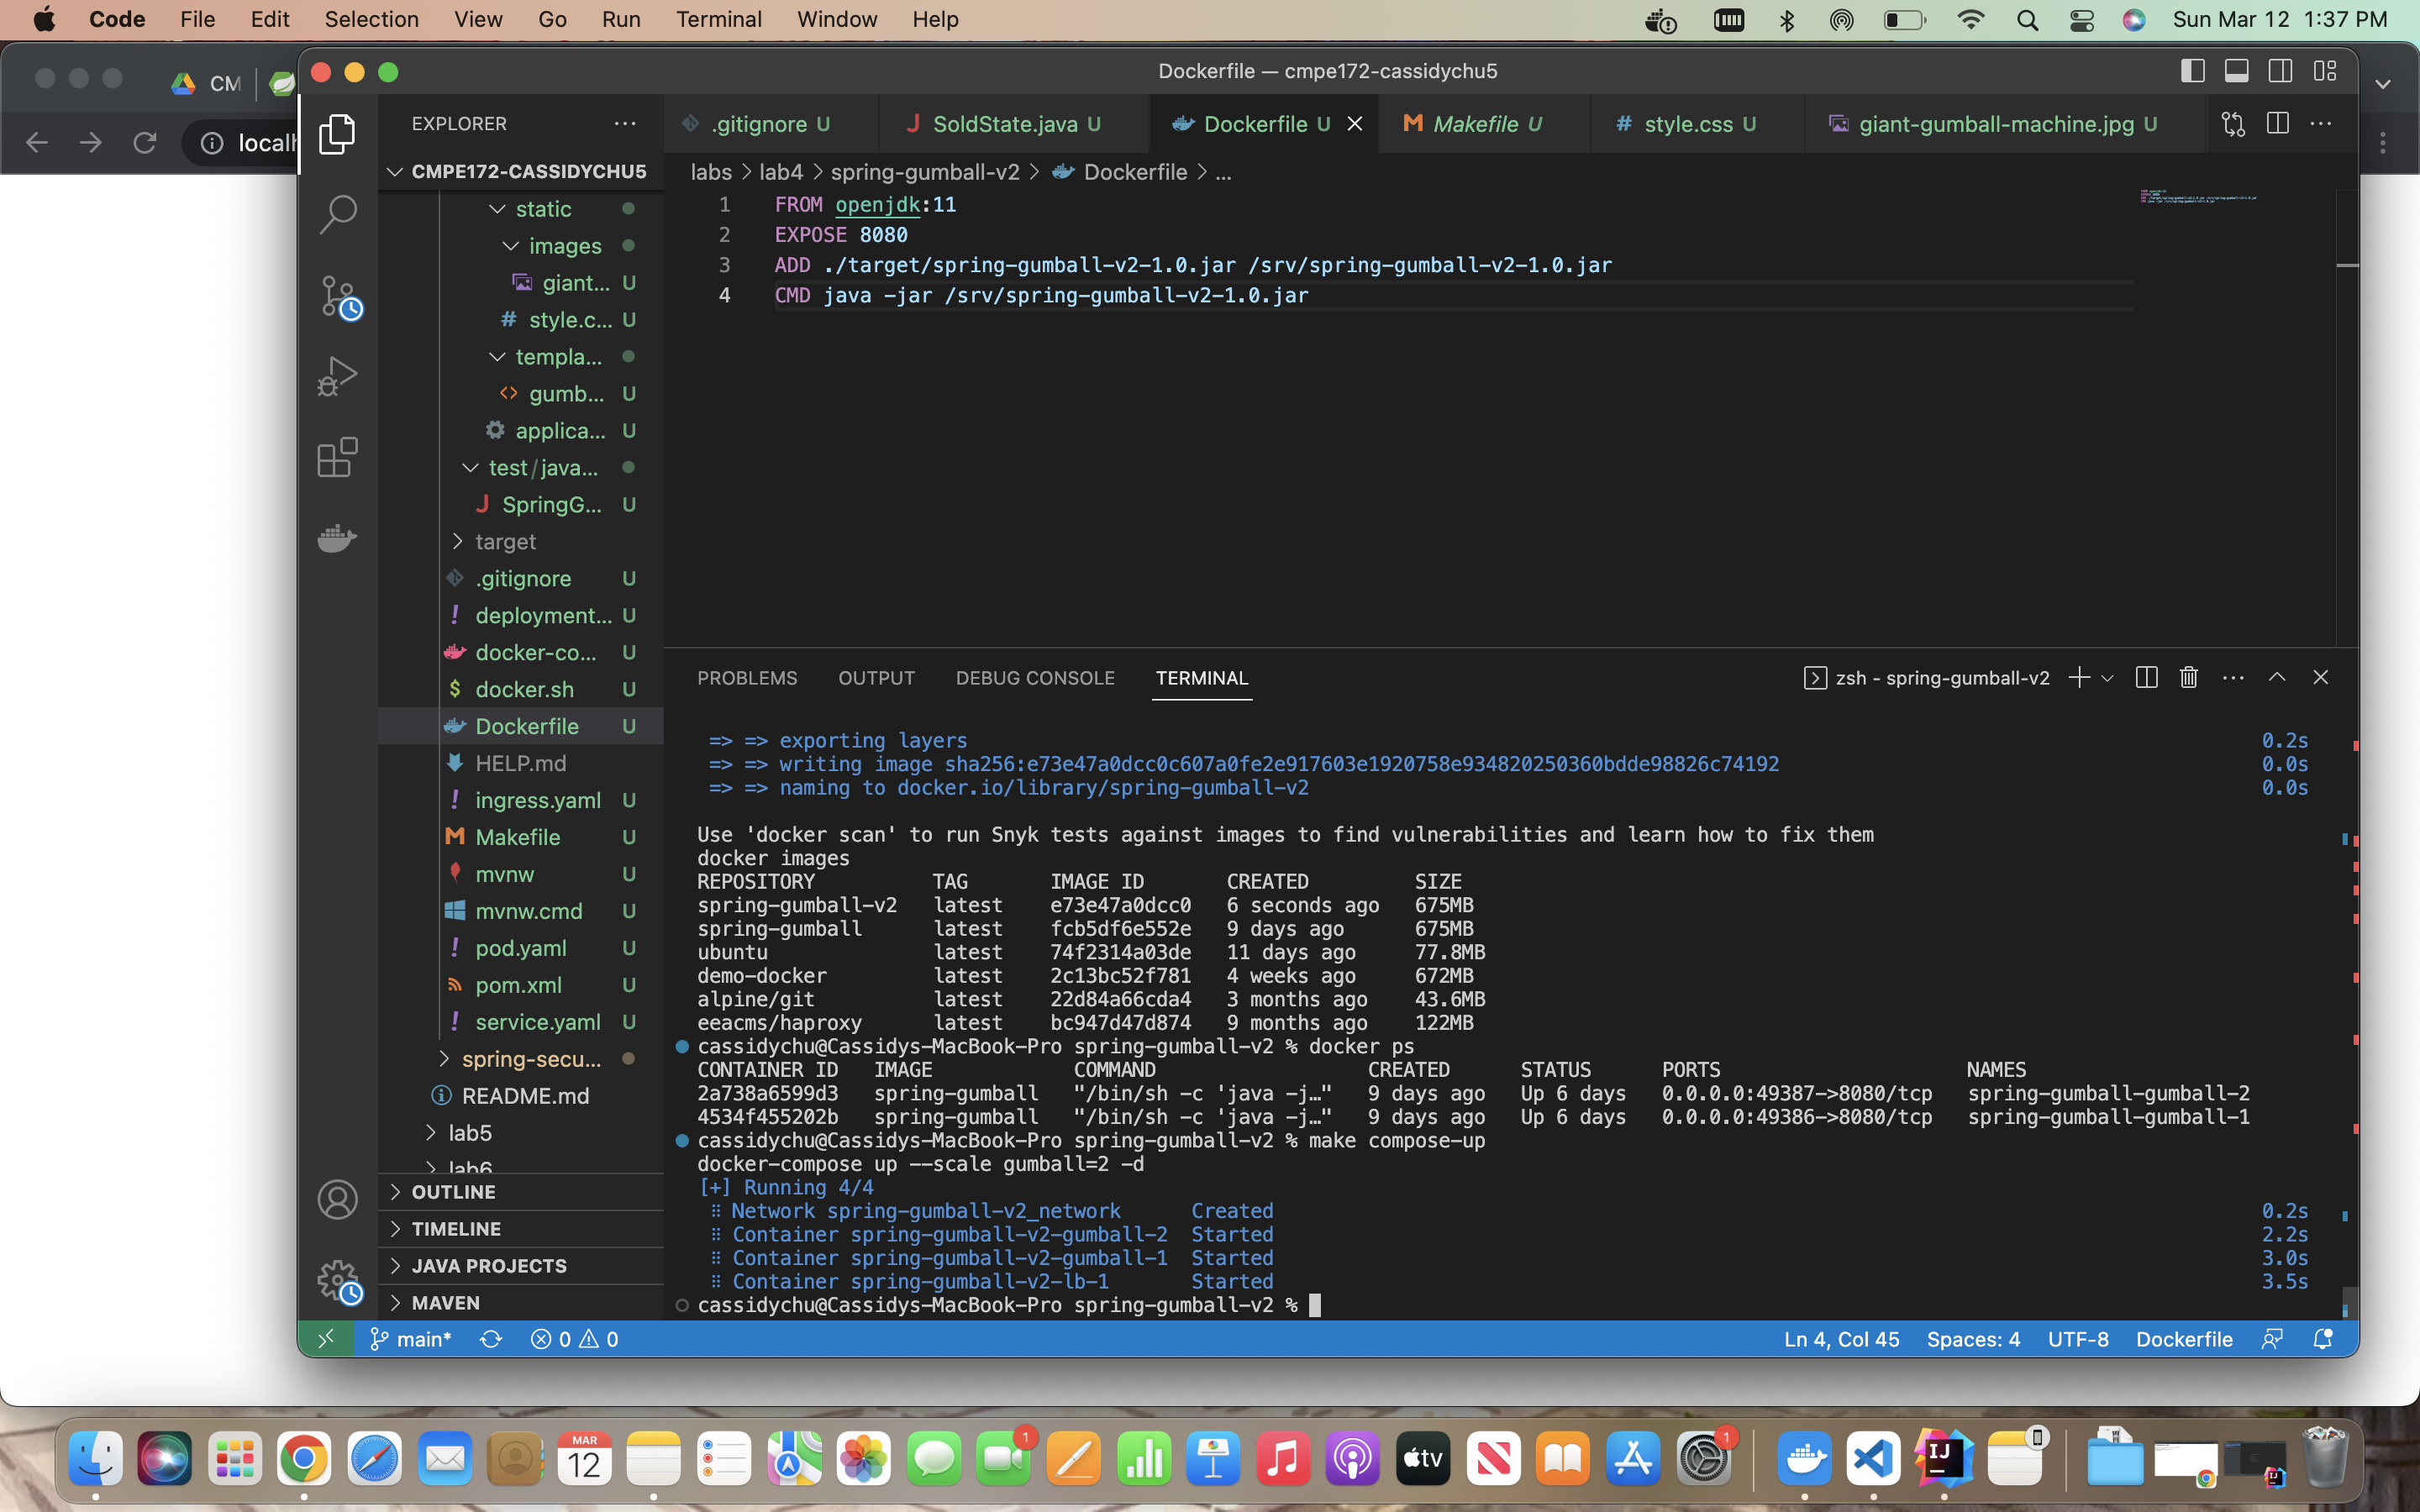 Code File Edit Selection View Go Run Terminal Window Help Sun Mar 12 1:37 PM
CM
localh
Dockerfile — cmpe172-cassidychu5
EXPLORER
.gitignore U
SoldState.java U
Dockerfile U
Makefile U
style.css U
giant-gumball-machine.jpg U
CMPE172-CASSIDYCHU5
labs > lab4 > spring-gumball-v2 > Dockerfile > ...
static
images
giant... U
style.c... U
templa...
gumb... U
applica... U
test/java...
SpringG... U
target
.gitignore U
deployment... U
docker-co... U
docker.sh U
Dockerfile U
HELP.md
ingress.yaml U
Makefile U
mvnw U
mvnw.cmd U
pod.yaml U
pom.xml U
service.yaml U
spring-secu...
README.md
lab5
lab6
OUTLINE
TIMELINE
JAVA PROJECTS
MAVEN
1 FROM openjdk:11
2 EXPOSE 8080
3 ADD ./target/spring-gumball-v2-1.0.jar /srv/spring-gumball-v2-1.0.jar
4 CMD java -jar /srv/spring-gumball-v2-1.0.jar
PROBLEMS OUTPUT DEBUG CONSOLE TERMINAL zsh - spring-gumball-v2
=> => exporting layers 0.2s
=> => writing image sha256:e73e47a0dcc0c607a0fe2e917603e1920758e934820250360bdde98826c74192 0.0s
=> => naming to docker.io/library/spring-gumball-v2 0.0s
Use 'docker scan' to run Snyk tests against images to find vulnerabilities and learn how to fix them
docker images
REPOSITORY TAG IMAGE ID CREATED SIZE
spring-gumball-v2 latest e73e47a0dcc0 6 seconds ago 675MB
spring-gumball latest fcb5df6e552e 9 days ago 675MB
ubuntu latest 74f2314a03de 11 days ago 77.8MB
demo-docker latest 2c13bc52f781 4 weeks ago 672MB
alpine/git latest 22d84a66cda4 3 months ago 43.6MB
eeacms/haproxy latest bc947d47d874 9 months ago 122MB
cassidychu@Cassidys-MacBook-Pro spring-gumball-v2 % docker ps
CONTAINER ID IMAGE COMMAND CREATED STATUS PORTS NAMES
2a738a6599d3 spring-gumball "/bin/sh -c 'java -j…" 9 days ago Up 6 days 0.0.0.0:49387->8080/tcp spring-gumball-gumball-2
4534f455202b spring-gumball "/bin/sh -c 'java -j…" 9 days ago Up 6 days 0.0.0.0:49386->8080/tcp spring-gumball-gumball-1
cassidychu@Cassidys-MacBook-Pro spring-gumball-v2 % make compose-up
docker-compose up --scale gumball=2 -d
[+] Running 4/4
Network spring-gumball-v2_network Created 0.2s
Container spring-gumball-v2-gumball-2 Started 2.2s
Container spring-gumball-v2-gumball-1 Started 3.0s
Container spring-gumball-v2-lb-1 Started 3.5s
cassidychu@Cassidys-MacBook-Pro spring-gumball-v2 %
main* 0 0 Ln 4, Col 45 Spaces: 4 UTF-8 Dockerfile
MAR
12
1
tv
1
IJ